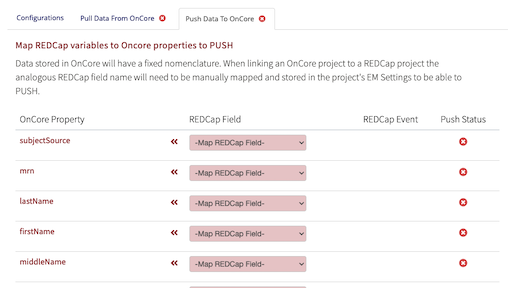 Configurations Pull Data From OnCore Push Data To OnCore
Map REDCap variables to Oncore properties to PUSH
Data stored in OnCore will have a fixed nomenclature. When linking an OnCore project to a REDCap project the
analogous REDCap field name will need to be manually mapped and stored in the project's EM Settings to be able to
PUSH.
OnCore Property REDCap Field REDCap Event Push Status
subjectSource -Map REDCap Field-
mrn -Map REDCap Field-
lastName -Map REDCap Field-
firstName -Map REDCap Field-
middleName -Map REDCap Field-